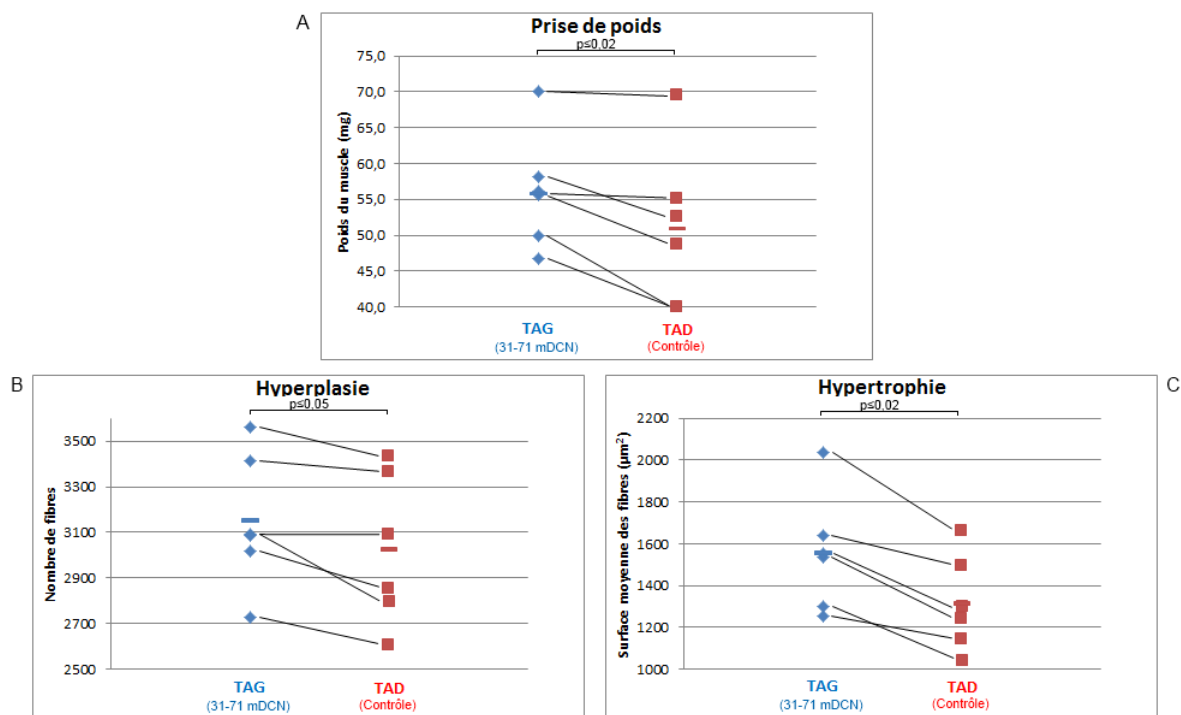 A
Prise de poids
p≤0,02
75,0
70,0
65,0
60,0
55,0
50,0
45,0
40,0
Poids du muscle (mg)
TAG
(31-71 mDCN)
TAD
(Contrôle)
B
Hyperplasie
p≤0,05
3500
3300
3100
2900
2700
2500
Nombre de fibres
TAG
(31-71 mDCN)
TAD
(Contrôle)
C
Hypertrophie
p≤0,02
2200
2000
1800
1600
1400
1200
1000
Surface moyenne des fibres (µm²)
TAG
(31-71 mDCN)
TAD
(Contrôle)